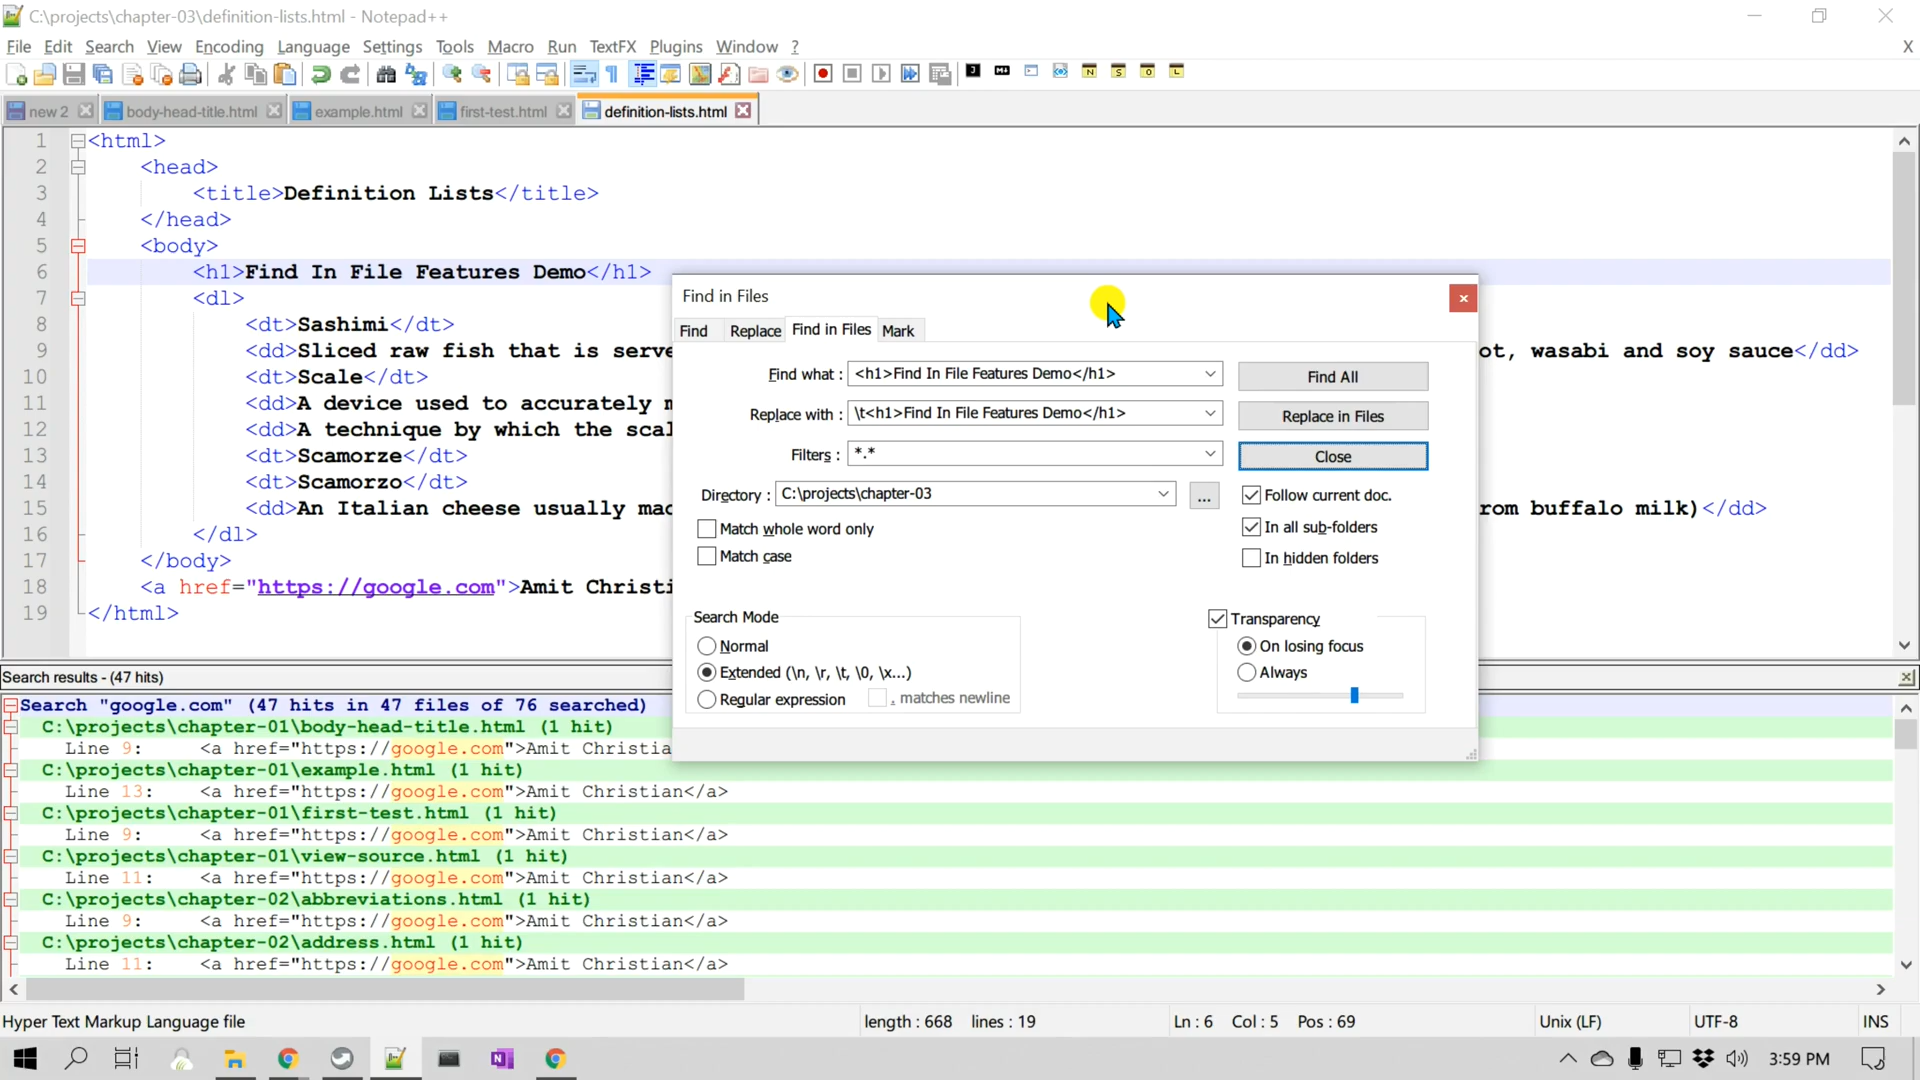 C:\projects\chapter-03\definition-lists.html - Notepad++
File Edit Search View Encoding Language Settings Tools Macro Run TextFX Plugins Window ? X
new 2 body-head-title.html example.html first-test.html definition-lists.html
1 <html>
2 <head>
3 <title>Definition Lists</title>
4 </head>
5 <body>
6 <h1>Find In File Features Demo</h1>
7 <dl>
8 <dt>Sashimi</dt>
9 <dd>Sliced raw fish that is serve ot, wasabi and soy sauce</dd>
10 <dt>Scale</dt>
11 <dd>A device used to accurately m
12 <dd>A technique by which the scal
13 <dt>Scamorze</dt>
14 <dt>Scamorzo</dt>
15 <dd>An Italian cheese usually mad rom buffalo milk)</dd>
16 </dl>
17 </body>
18 <a href="https://google.com">Amit Christi
19 </html>
Find in Files
Find Replace Find in Files Mark
Find what : <h1>Find In File Features Demo</h1> Find All
Replace with : \t<h1>Find In File Features Demo</h1> Replace in Files
Filters : *.* Close
Directory : C:\projects\chapter-03 ... Follow current doc.
Match whole word only In all sub-folders
Match case In hidden folders
Search Mode Transparency
Normal On losing focus
Extended (\n, \r, \t, \0, \x...) Always
Regular expression . matches newline
Search results - (47 hits)
Search "google.com" (47 hits in 47 files of 76 searched)
C:\projects\chapter-01\body-head-title.html (1 hit)
Line 9: <a href="https://google.com">Amit Christia
C:\projects\chapter-01\example.html (1 hit)
Line 13: <a href="https://google.com">Amit Christian</a>
C:\projects\chapter-01\first-test.html (1 hit)
Line 9: <a href="https://google.com">Amit Christian</a>
C:\projects\chapter-01\view-source.html (1 hit)
Line 11: <a href="https://google.com">Amit Christian</a>
C:\projects\chapter-02\abbreviations.html (1 hit)
Line 9: <a href="https://google.com">Amit Christian</a>
C:\projects\chapter-02\address.html (1 hit)
Line 11: <a href="https://google.com">Amit Christian</a>
Hyper Text Markup Language file length : 668 lines : 19 Ln : 6 Col : 5 Pos : 69 Unix (LF) UTF-8 INS
3:59 PM